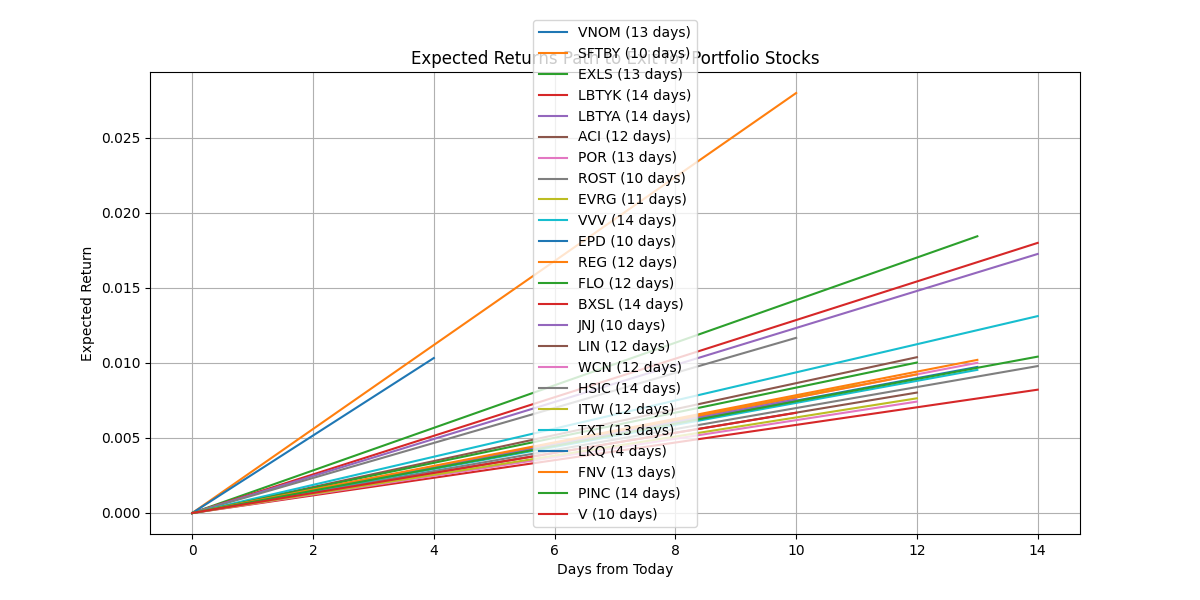 Expected Returns Path to Exit for Portfolio Stocks
VNOM (13 days)
SFTBY (10 days)
EXLS (13 days)
LBTYK (14 days)
LBTYA (14 days)
ACI (12 days)
POR (13 days)
ROST (10 days)
EVRG (11 days)
VVV (14 days)
EPD (10 days)
REG (12 days)
FLO (12 days)
BXSL (14 days)
JNJ (10 days)
LIN (12 days)
WCN (12 days)
HSIC (14 days)
ITW (12 days)
TXT (13 days)
LKQ (4 days)
FNV (13 days)
PINC (14 days)
V (10 days)
Expected Return
0.025
0.020
0.015
0.010
0.005
0.000
0 2 4 6 8 10 12 14
Days from Today